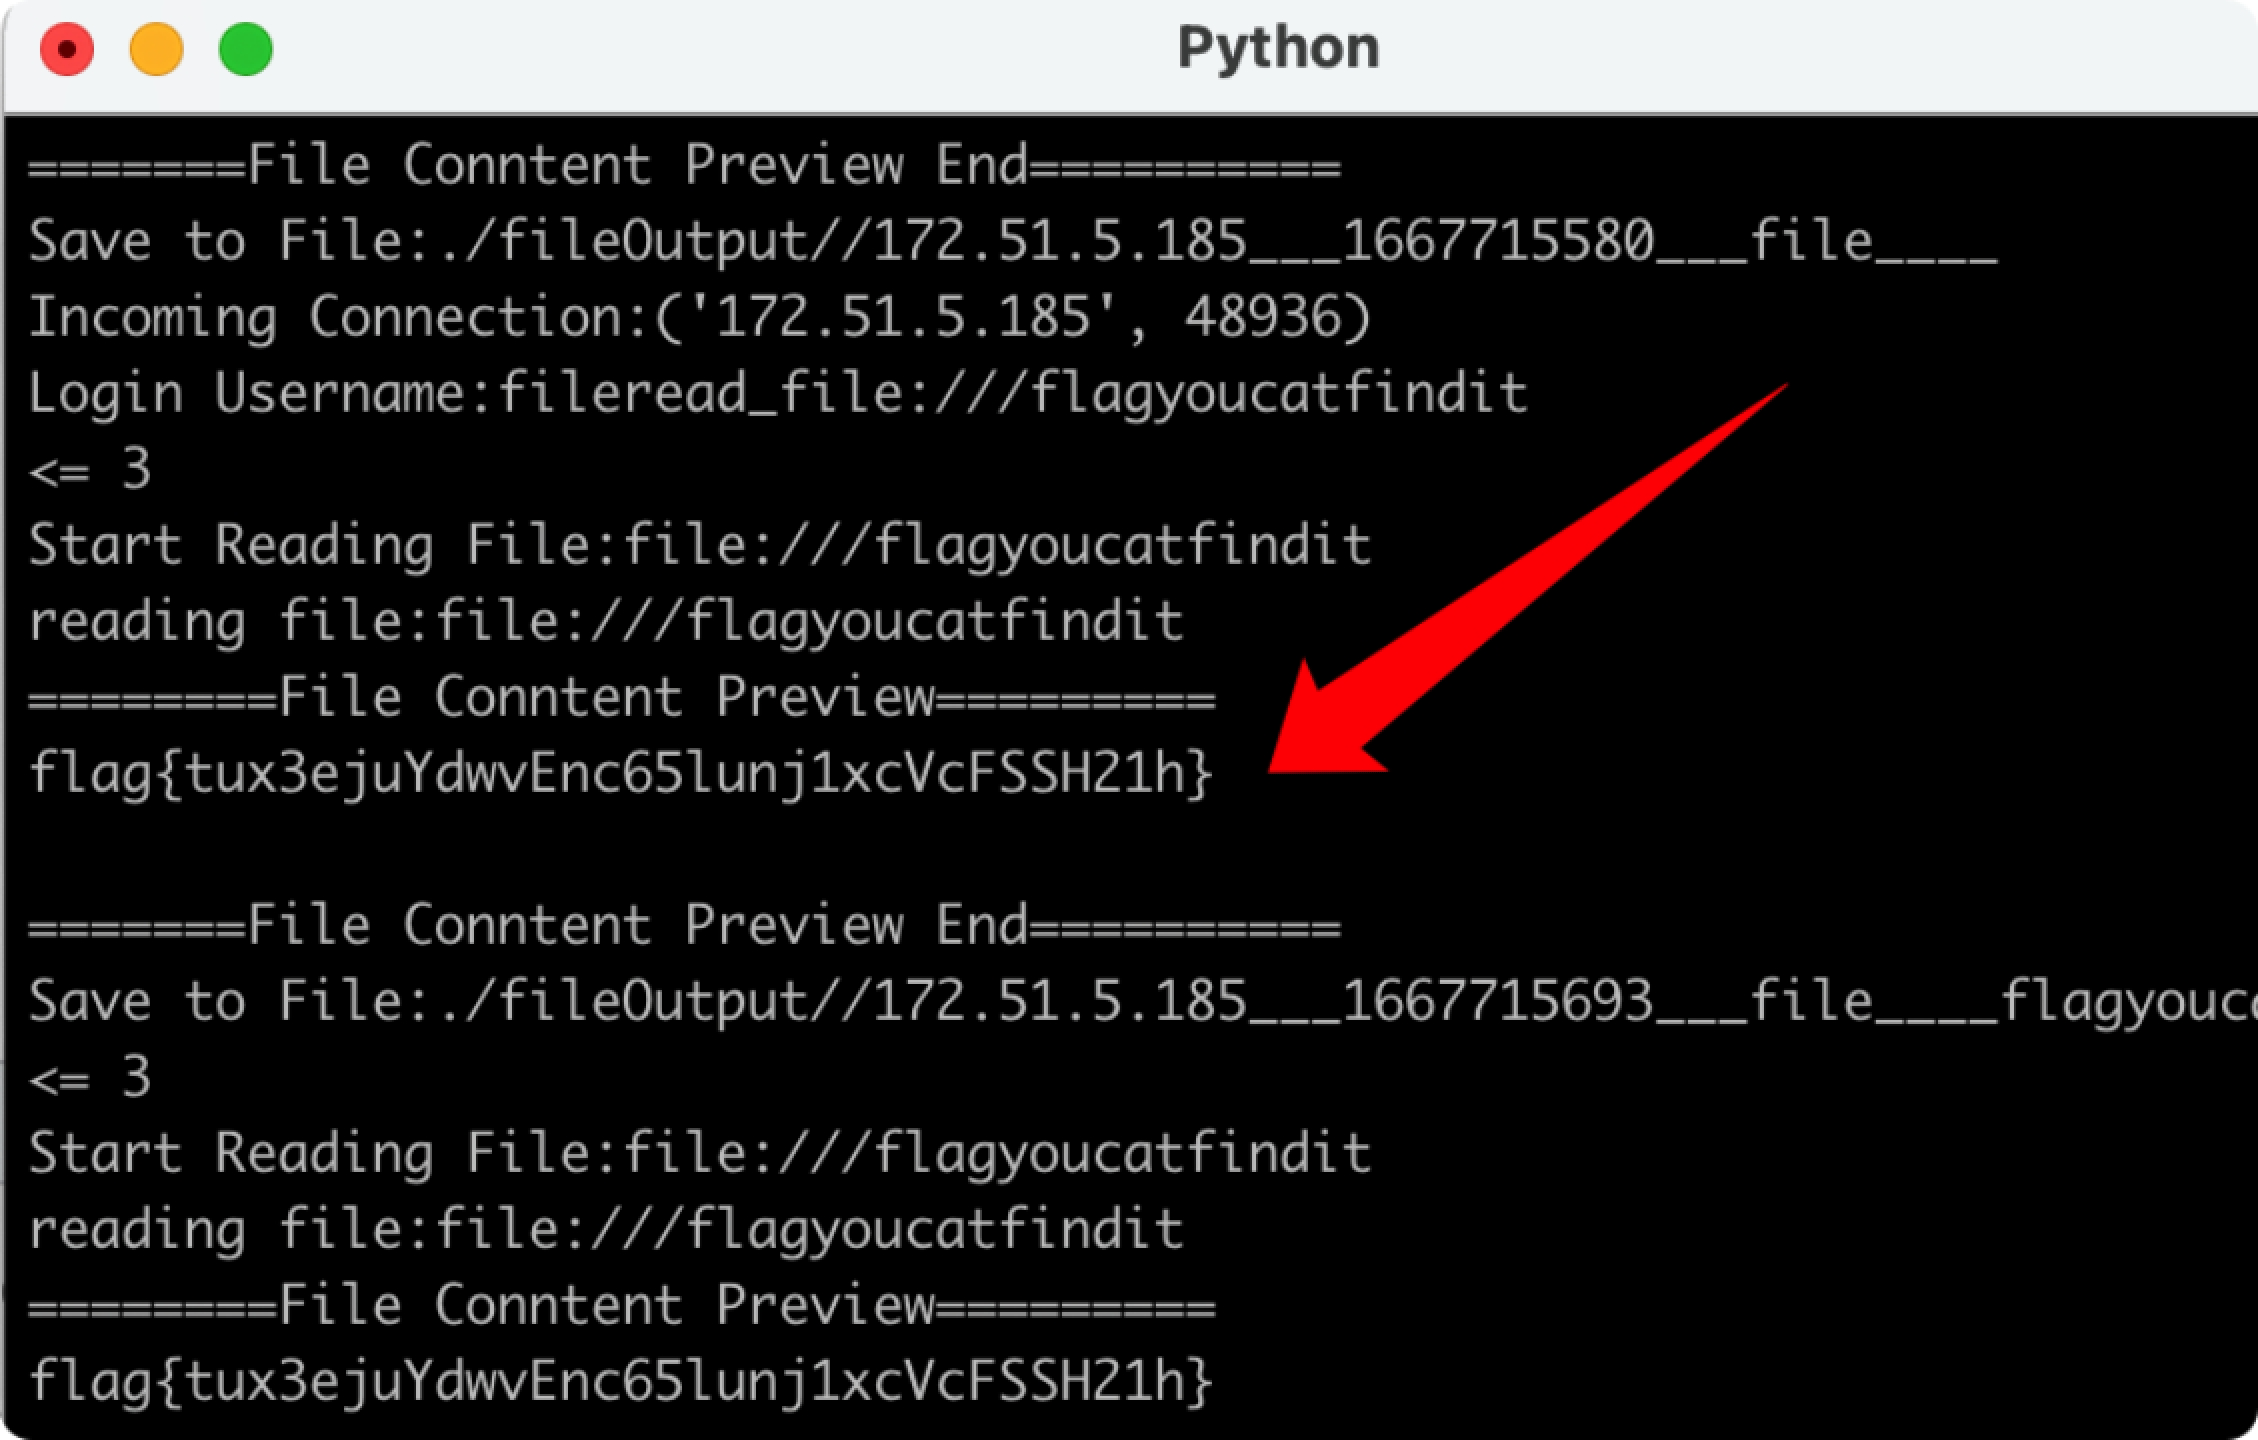 Python
=======File Conntent Preview End==========
Save to File:./fileOutput//172.51.5.185___1667715580___file____
Incoming Connection:('172.51.5.185', 48936)
Login Username:fileread_file:///flagyoucatfindit
<= 3
Start Reading File:file:///flagyoucatfindit
reading file:file:///flagyoucatfindit
========File Conntent Preview=========
flag{tux3ejuYdwvEnc65lunj1xcVcFSSH21h}
=======File Conntent Preview End==========
Save to File:./fileOutput//172.51.5.185___1667715693___file____flagyouc
<= 3
Start Reading File:file:///flagyoucatfindit
reading file:file:///flagyoucatfindit
========File Conntent Preview=========
flag{tux3ejuYdwvEnc65lunj1xcVcFSSH21h}